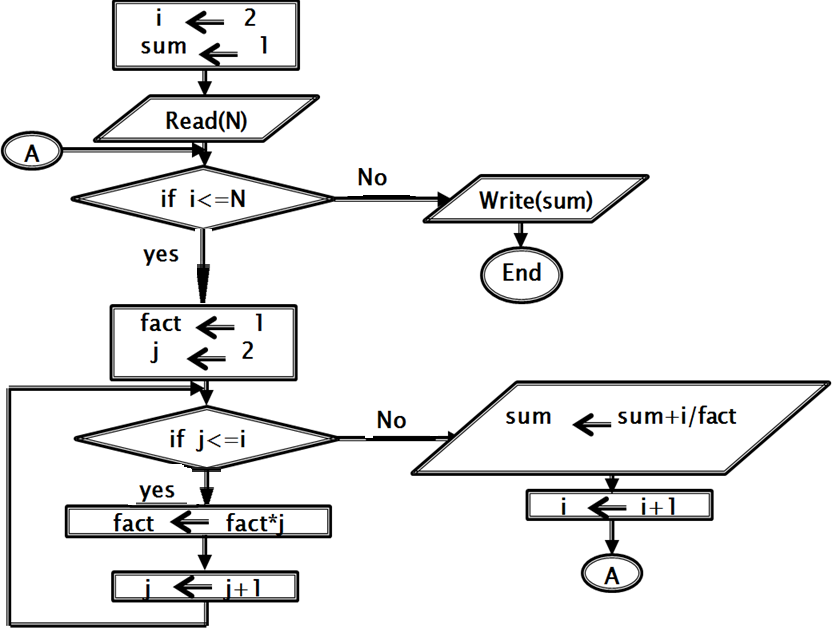 i ← 2
sum ← 1
Read(N)
A
if i<=N
No
Write(sum)
yes
End
fact ← 1
j ← 2
if j<=i
No
sum ← sum+i/fact
yes
fact ← fact*j
i ← i+1
j ← j+1
A